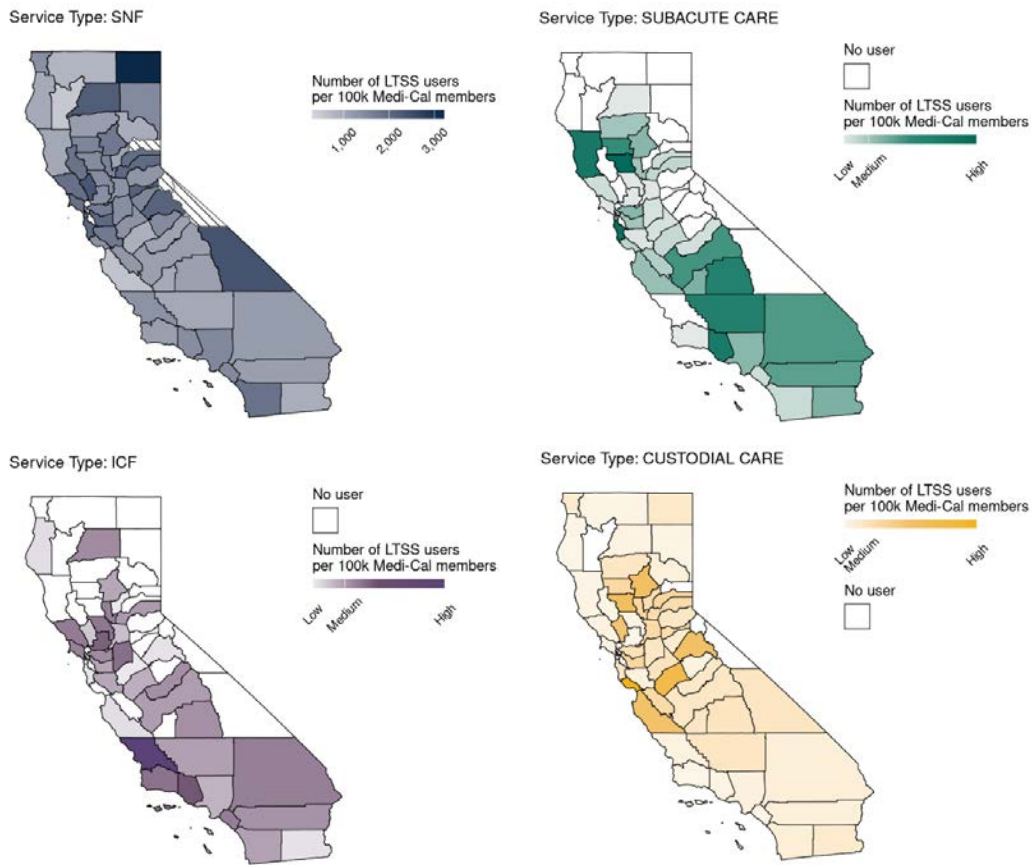 Service Type: SNF
Number of LTSS users
per 100k Medi-Cal members
1,000
2,000
3,000
Service Type: SUBACUTE CARE
No user
Number of LTSS users
per 100k Medi-Cal members
Low
Medium
High
Service Type: ICF
No user
Number of LTSS users
per 100k Medi-Cal members
Low
Medium
High
Service Type: CUSTODIAL CARE
Number of LTSS users
per 100k Medi-Cal members
Low
Medium
High
No user